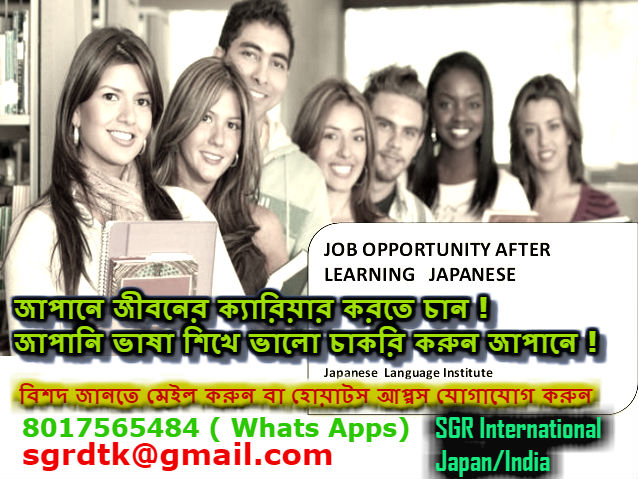 JOB OPPORTUNITY AFTER
LEARNING JAPANESE
জাপানে জীবনের ক্যারিয়ার করতে চান !
জাপানি ভাষা শিখে ভালো চাকরি করুন জাপানে !
Japanese Language Institute
বিশদ জানতে মেইল করুন বা হোয়াটস আপ্পস যোগাযোগ করুন
8017565484 ( Whats Apps)
sgrdtk@gmail.com
SGR International
Japan/India